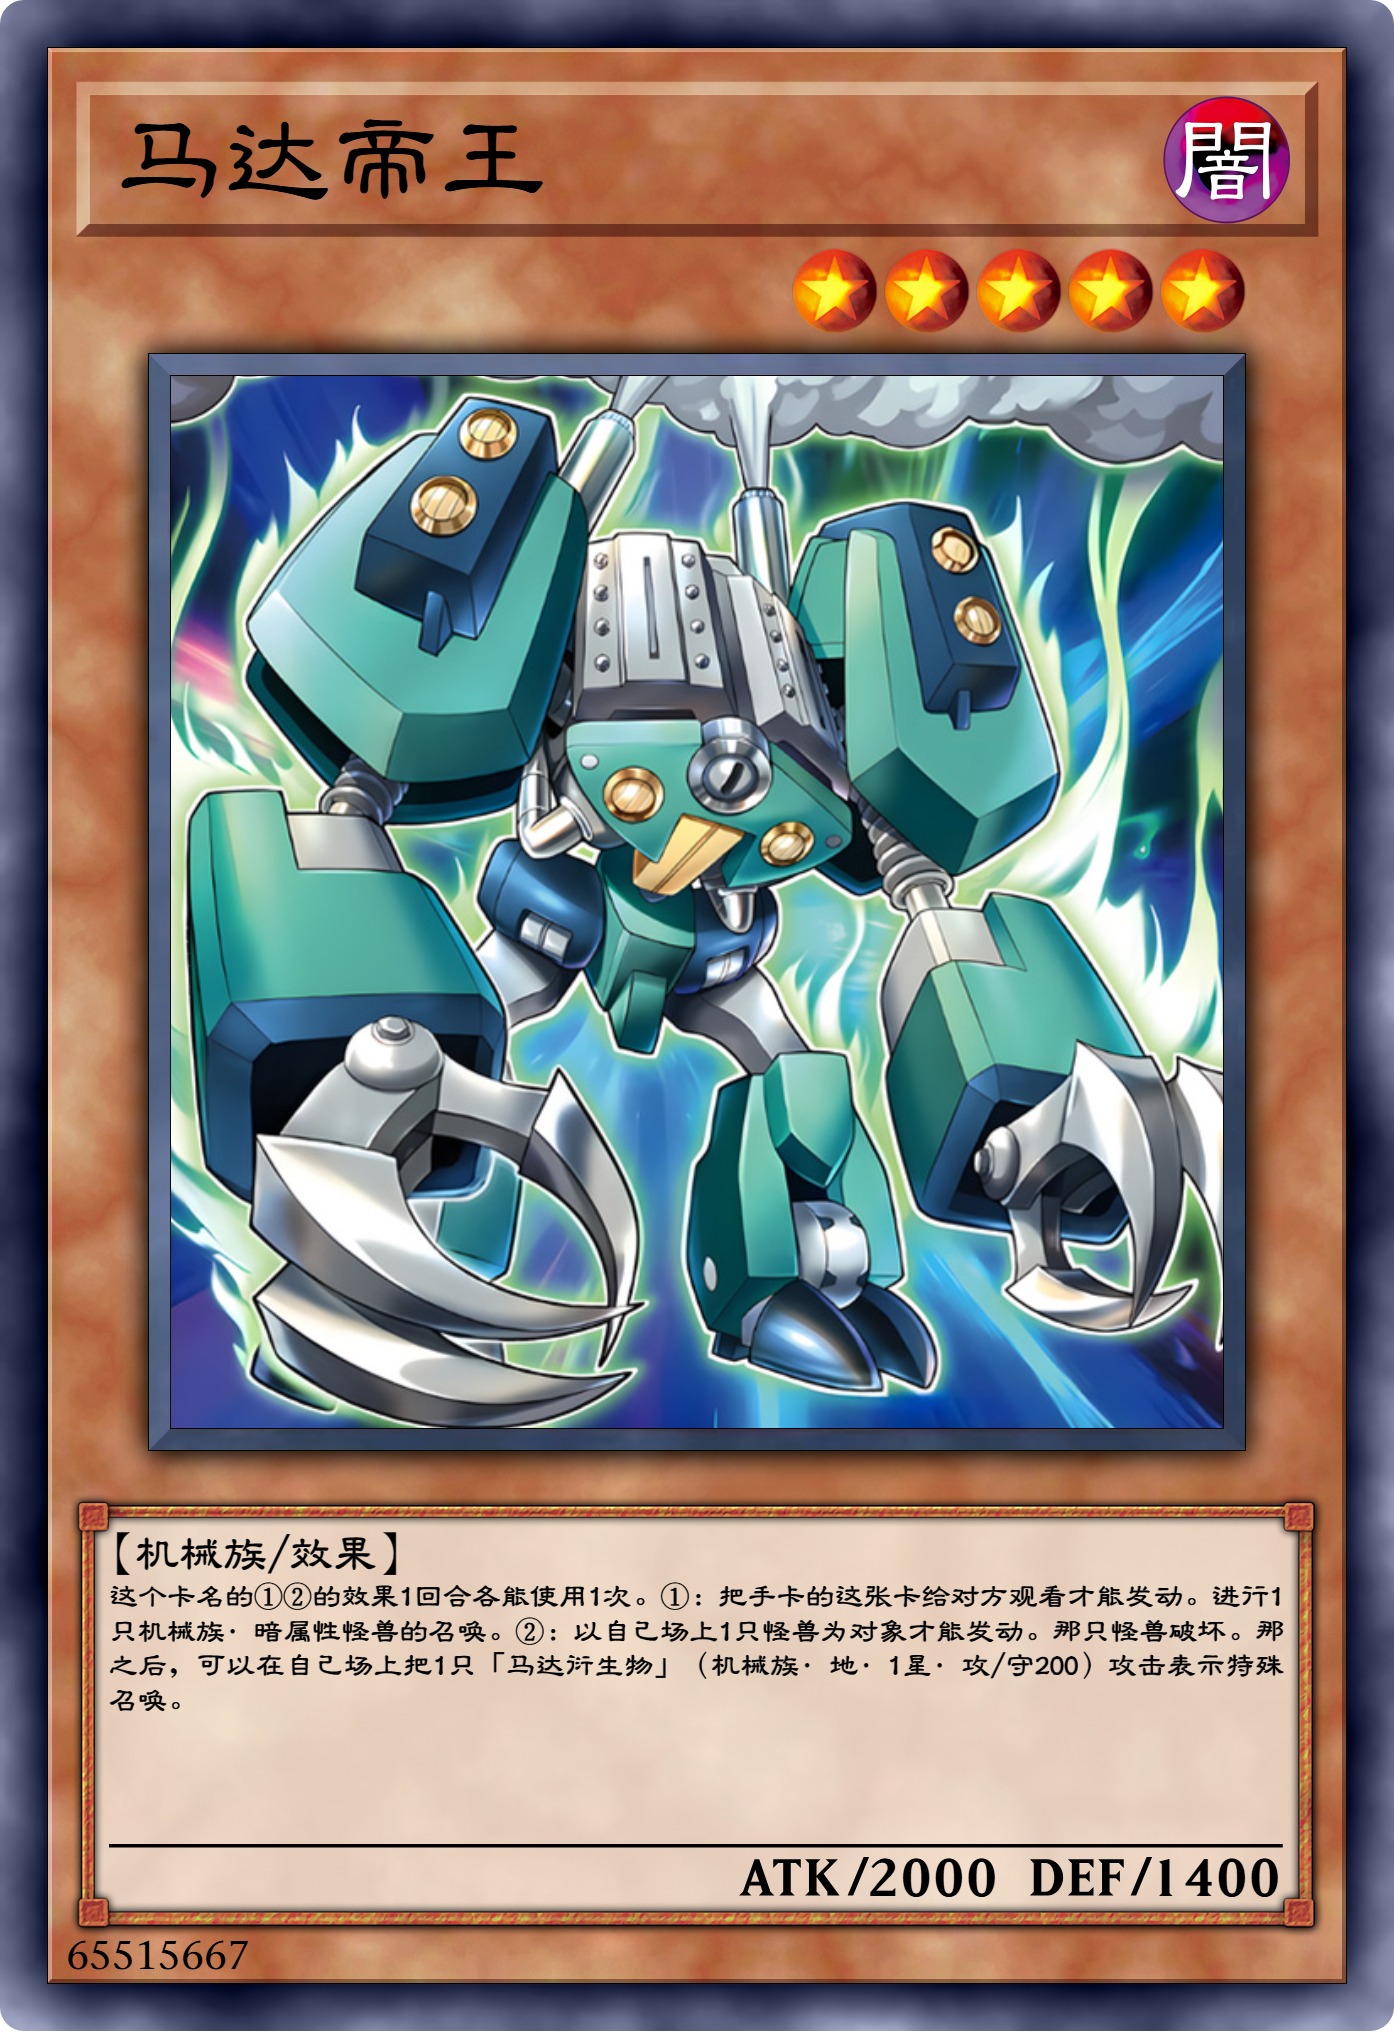 马达帝王
闇
【机械族/效果】
这个卡名的①②的效果1回合各能使用1次。①：把手卡的这张卡给对方观看才能发动。进行1
只机械族·暗属性怪兽的召唤。②：以自己场上1只怪兽为对象才能发动。那只怪兽破坏。那
之后，可以在自己场上把1只「马达衍生物」（机械族·地·1星·攻/守200）攻击表示特殊
召唤。
ATK/2000 DEF/1400
65515667